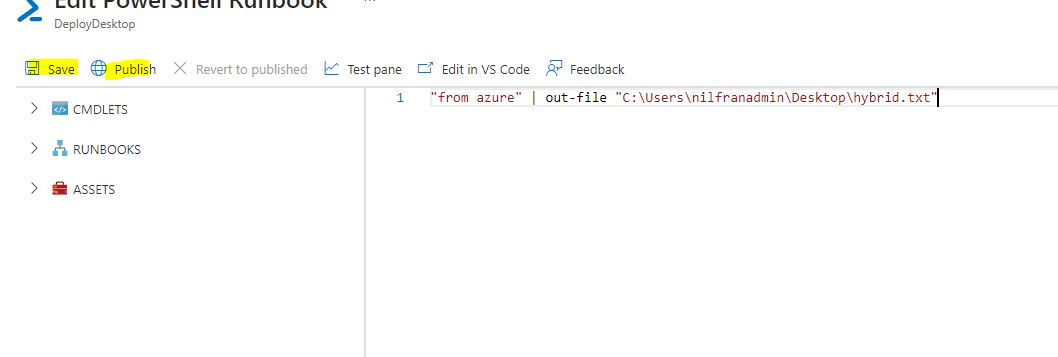 Edit PowerShell Runbook ...
DeployDesktop
Save Publish Revert to published Test pane Edit in VS Code Feedback
CMDLETS
1 "from azure" | out-file "C:\Users\nilfranadmin\Desktop\hybrid.txt"
RUNBOOKS
ASSETS